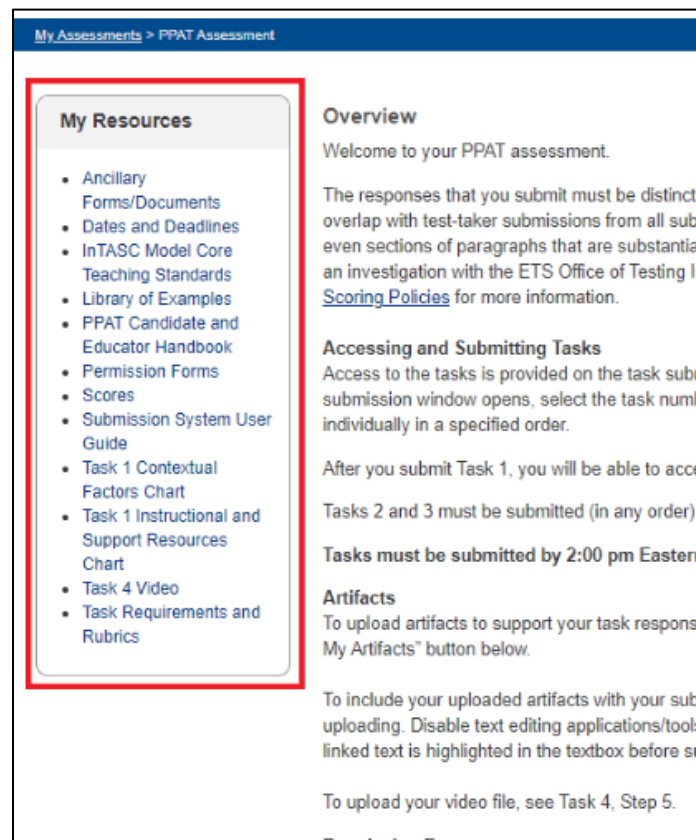 My Assessments > PPAT Assessment
My Resources
• Ancillary
Forms/Documents
• Dates and Deadlines
• InTASC Model Core
Teaching Standards
• Library of Examples
• PPAT Candidate and
Educator Handbook
• Permission Forms
• Scores
• Submission System User
Guide
• Task 1 Contextual
Factors Chart
• Task 1 Instructional and
Support Resources
Chart
• Task 4 Video
• Task Requirements and
Rubrics
Overview
Welcome to your PPAT assessment.
The responses that you submit must be distinct
overlap with test-taker submissions from all sub
even sections of paragraphs that are substantia
an investigation with the ETS Office of Testing I
Scoring Policies for more information.
Accessing and Submitting Tasks
Access to the tasks is provided on the task sub
submission window opens, select the task num
individually in a specified order.
After you submit Task 1, you will be able to acce
Tasks 2 and 3 must be submitted (in any order)
Tasks must be submitted by 2:00 pm Eastern
Artifacts
To upload artifacts to support your task respons
My Artifacts" button below.
To include your uploaded artifacts with your sub
uploading. Disable text editing applications/tools
linked text is highlighted in the textbox before su
To upload your video file, see Task 4, Step 5.